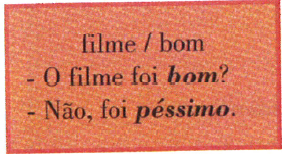 filme / bom
- O filme foi bom?
- Não, foi péssimo.